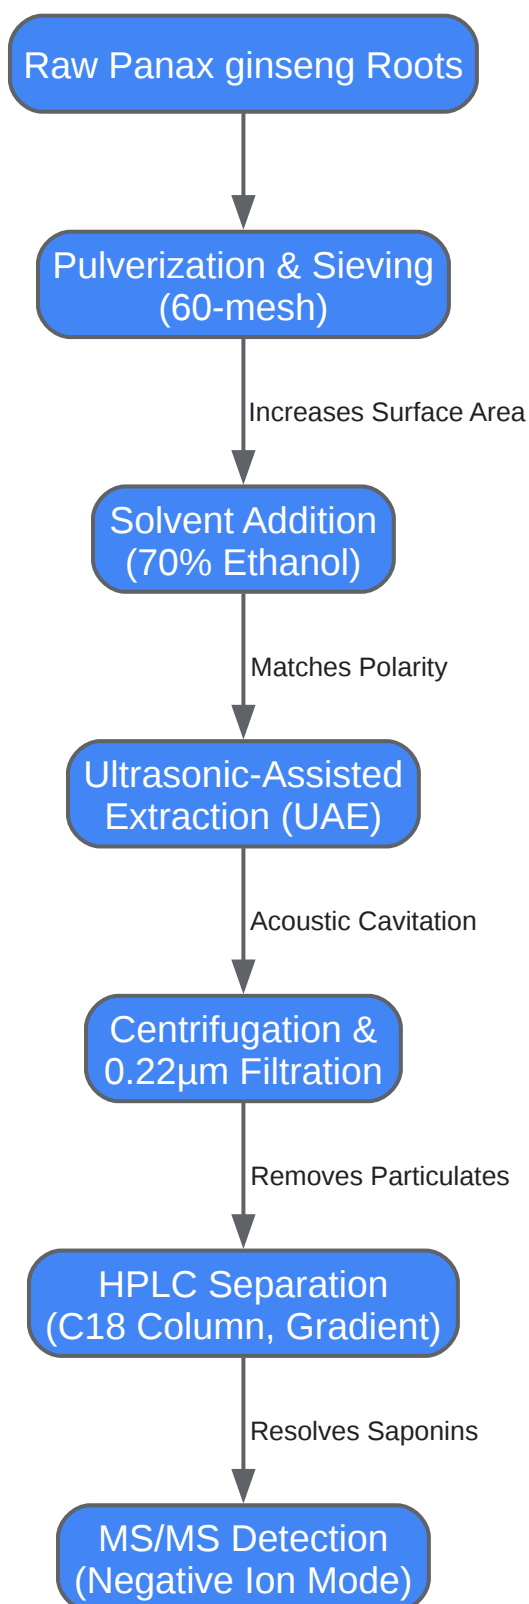 Raw Panax ginseng Roots
Pulverization & Sieving
(60-mesh)
Increases Surface Area
Solvent Addition
(70% Ethanol)
Matches Polarity
Ultrasonic-Assisted
Extraction (UAE)
Acoustic Cavitation
Centrifugation &
0.22µm Filtration
Removes Particulates
HPLC Separation
(C18 Column, Gradient)
Resolves Saponins
MS/MS Detection
(Negative Ion Mode)